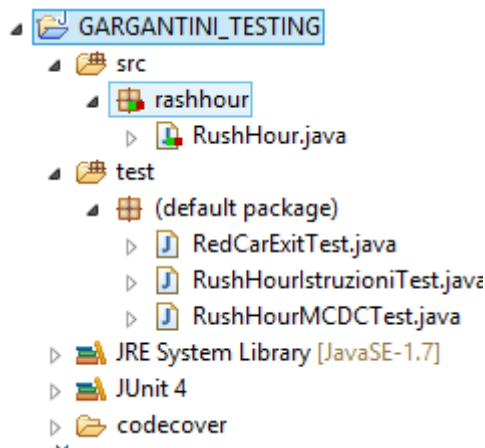 GARGANTINI_TESTING
src
rashhour
RushHour.java
test
(default package)
RedCarExitTest.java
RushHourIstruzioniTest.java
RushHourMCDCTest.java
JRE System Library [JavaSE-1.7]
JUnit 4
codecover